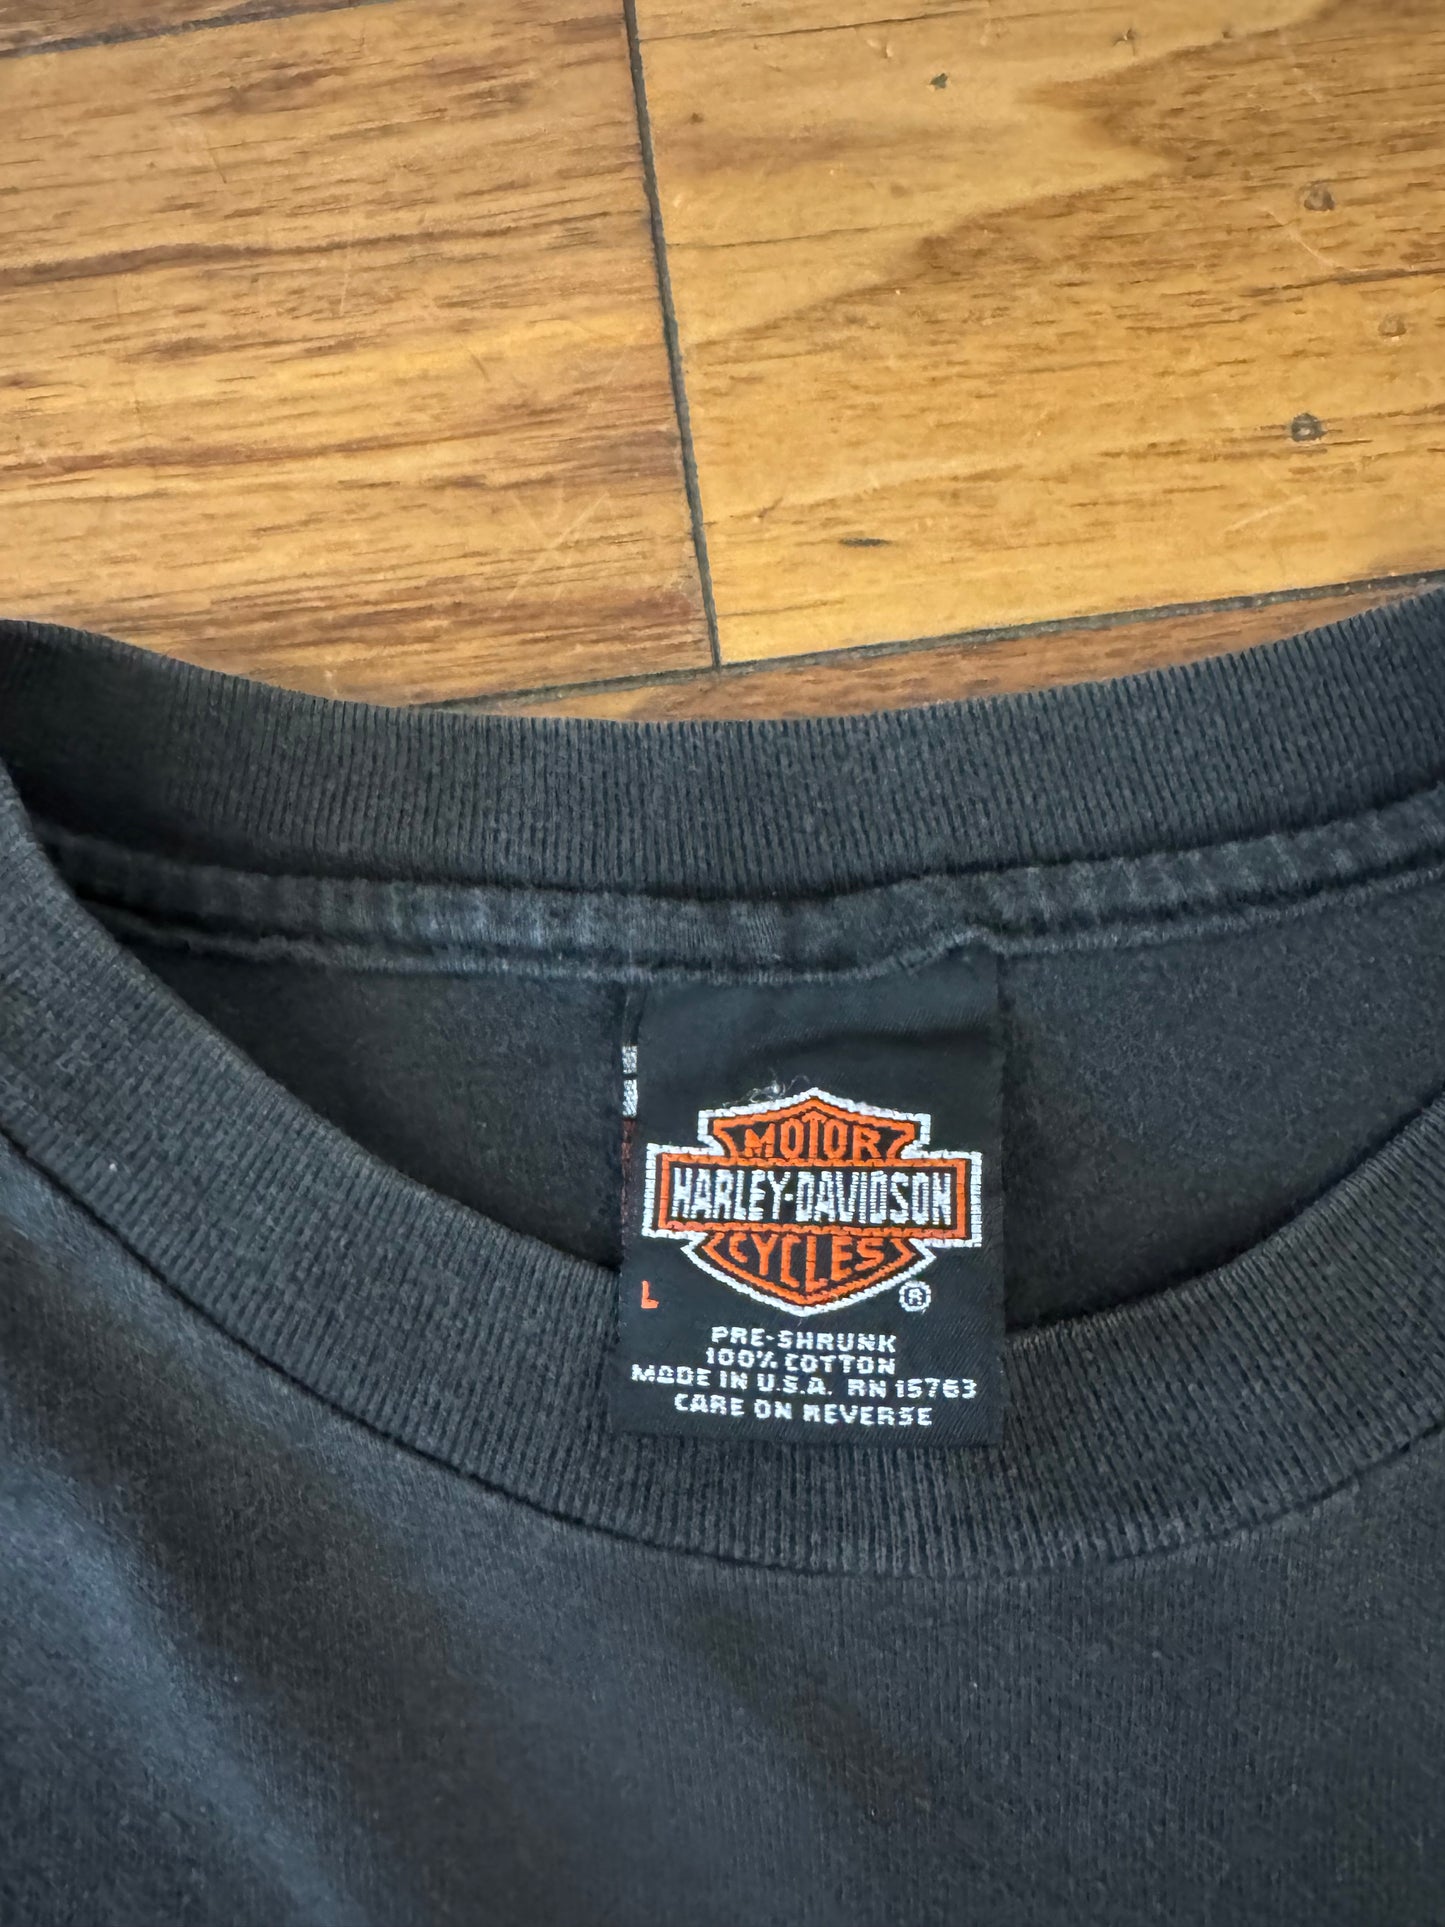 MOTOR
HARLEY-DAVIDSON
CYCLES
®
L
PRE-SHRUNK
100% COTTON
MADE IN U.S.A. RN 15763
CARE ON REVERSE